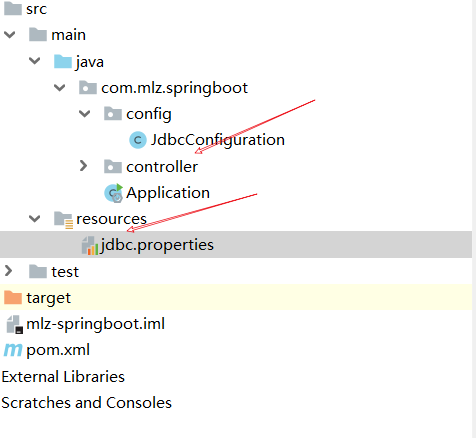 src
main
java
com.mlz.springboot
config
JdbcConfiguration
controller
Application
resources
jdbc.properties
test
target
mlz-springboot.iml
pom.xml
External Libraries
Scratches and Consoles